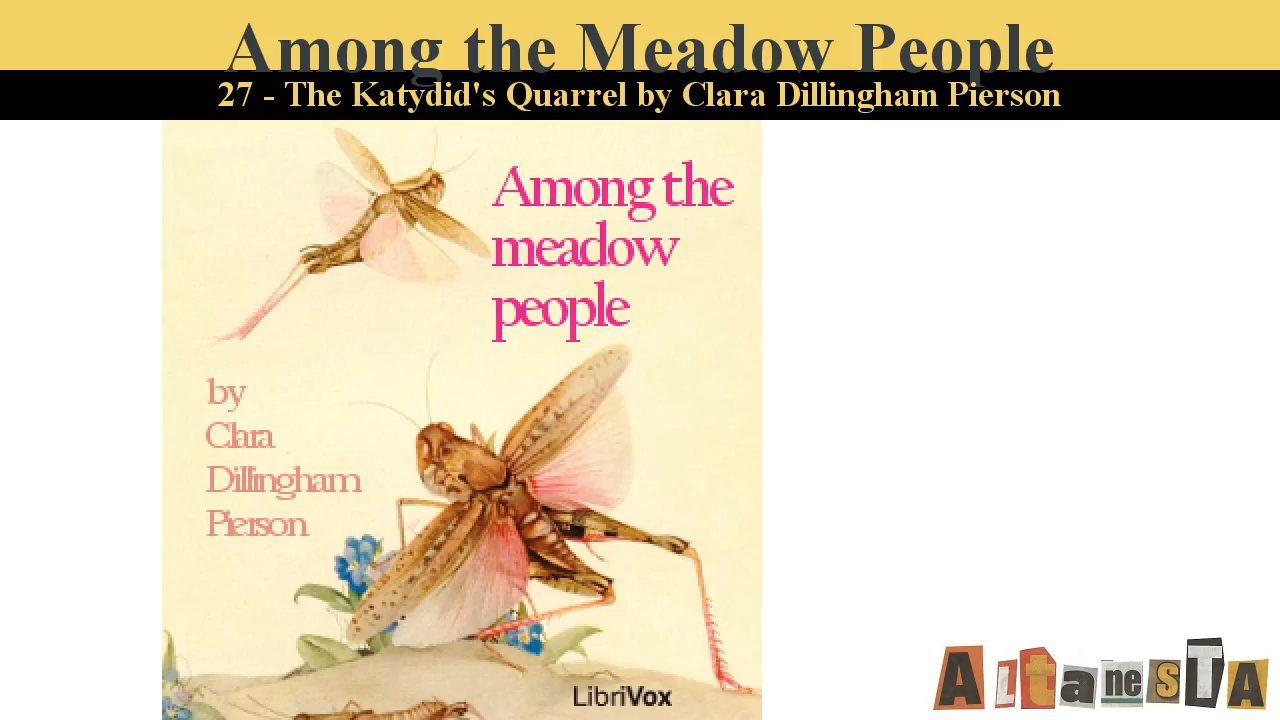 Among the Meadow People
27 - The Katydid's Quarrel by Clara Dillingham Pierson
Among the
meadow
people
by
Clara
Dillingham
Pierson
LibriVox
AltanesTA